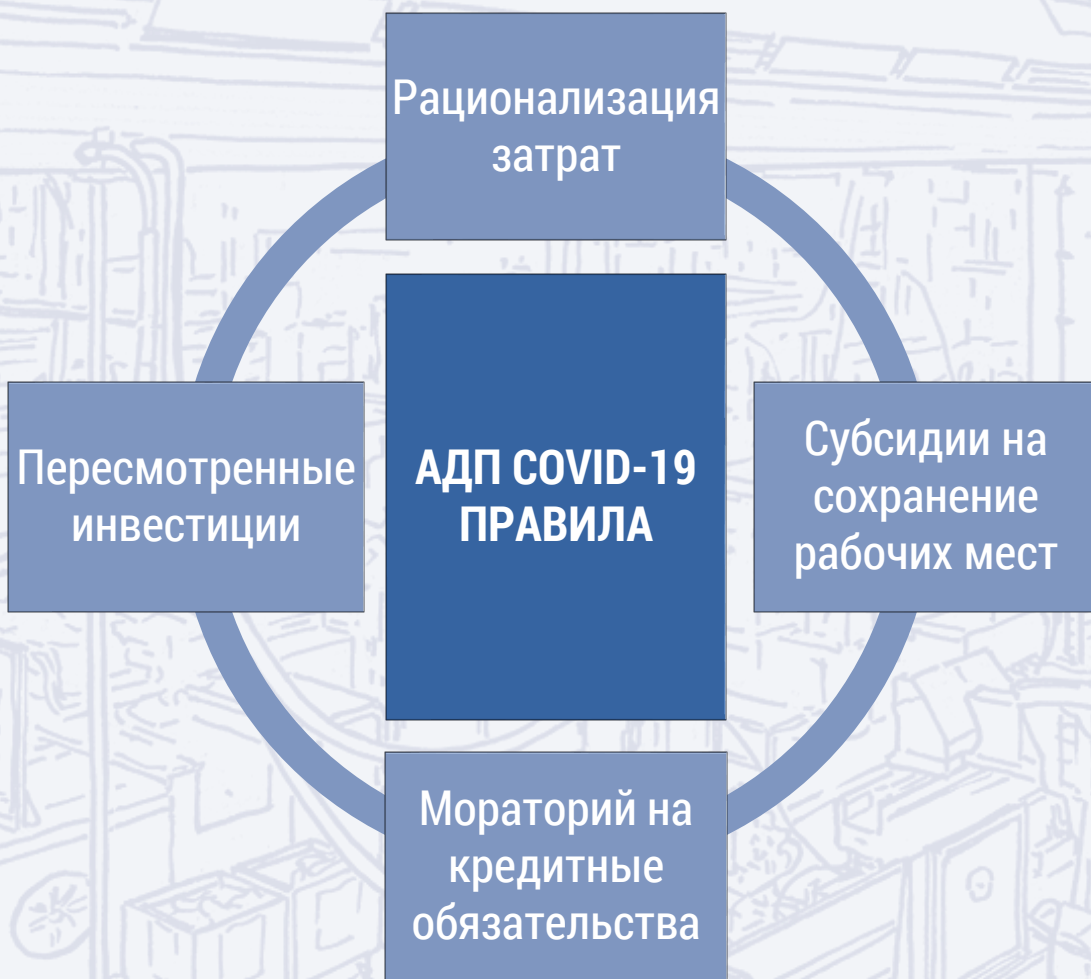 Рационализация
затрат
Пересмотренные
инвестиции
АДП COVID-19
ПРАВИЛА
Субсидии на
сохранение
рабочих мест
Мораторий на
кредитные
обязательства